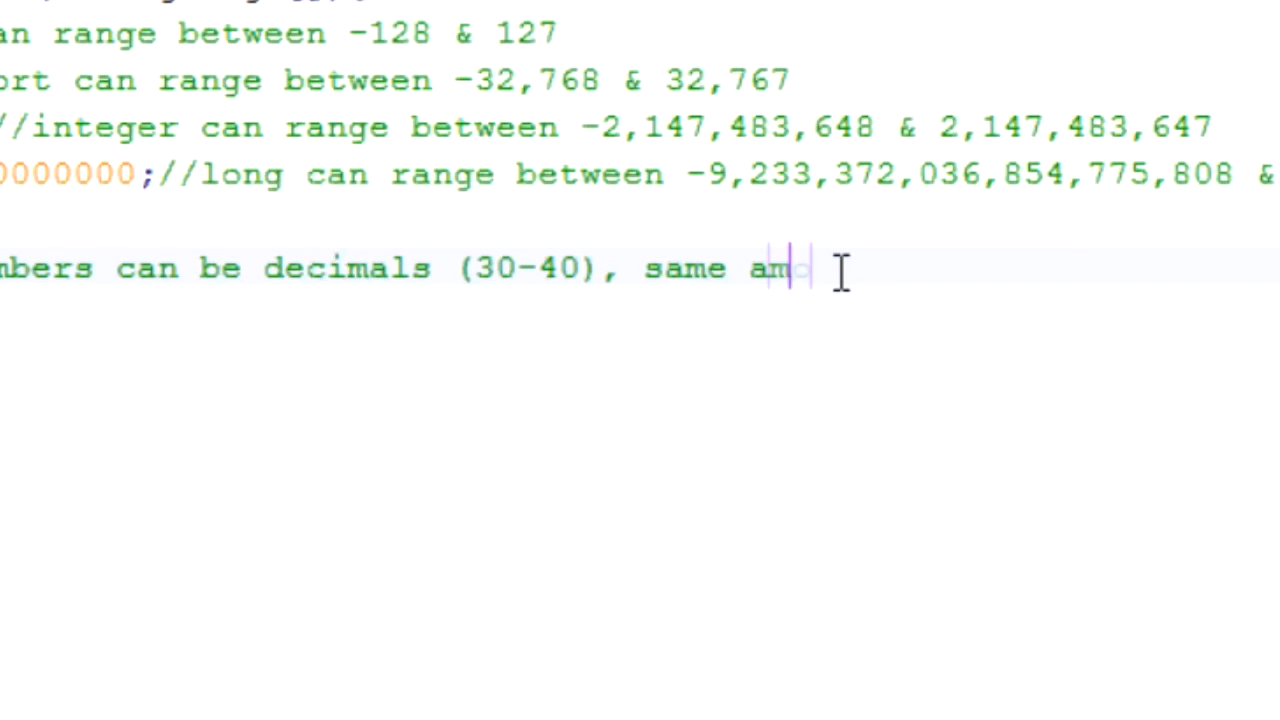 an range between -128 & 127
ort can range between -32,768 & 32,767
//integer can range between -2,147,483,648 & 2,147,483,647
0000000;//long can range between -9,233,372,036,854,775,808 &
mbers can be decimals (30-40), same am